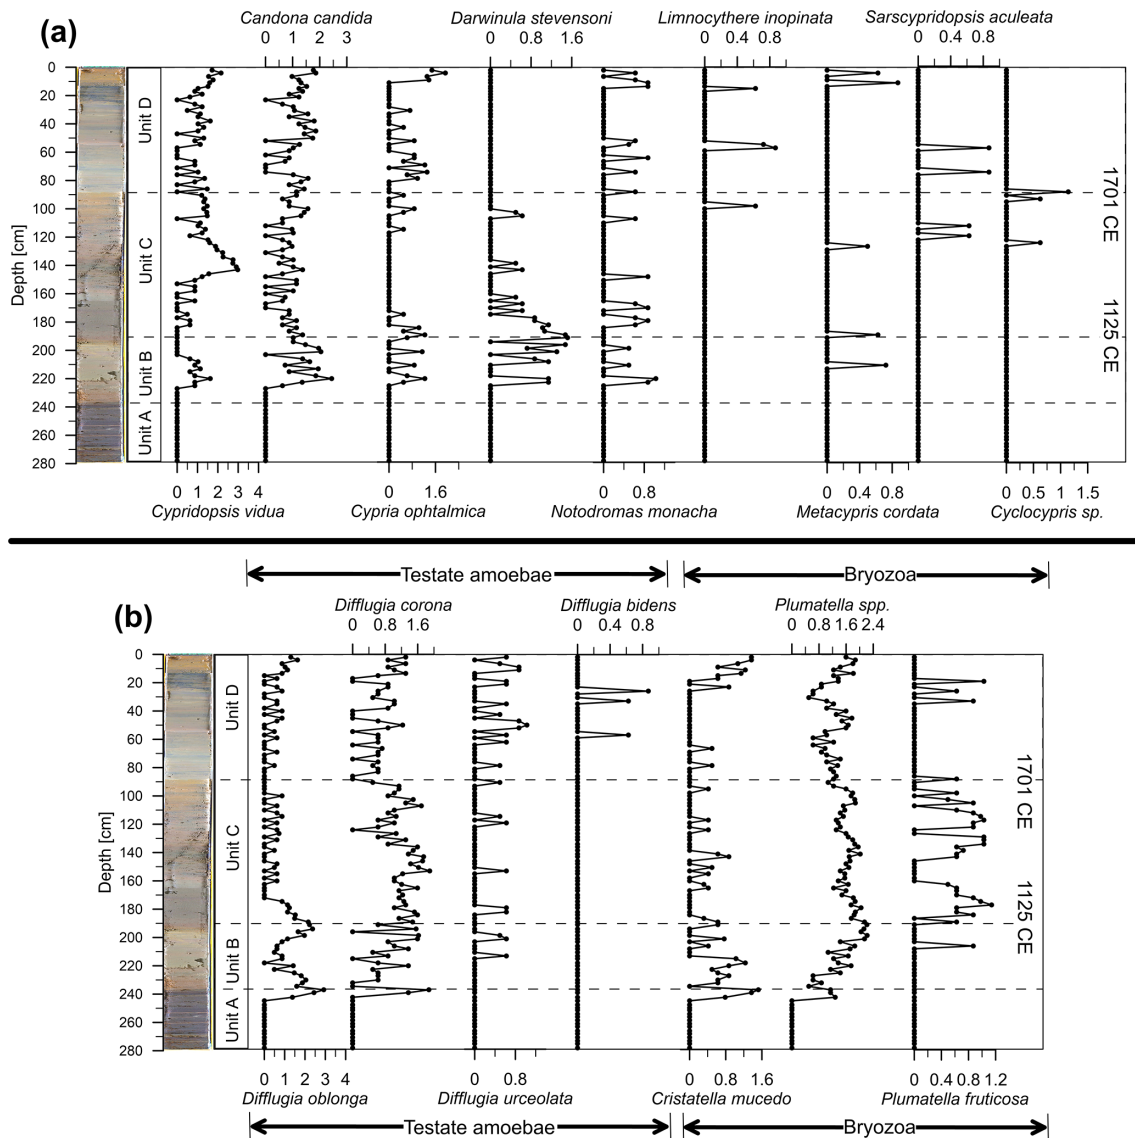 (a)
Candona candida
Darwinula stevensoni
Limnocythere inopinata
Sarscypridopsis aculeata
0 1 2 3
0 0.8 1.6
0 0.4 0.8
0 0.4 0.8
Depth [cm]
0
20
40
60
80
100
120
140
160
180
200
220
240
260
280
Unit D
Unit C
Unit B
Unit A
1701 CE
1125 CE
0 1 2 3 4
0 1.6
0 0.8
0 0.4 0.8
0 0.5 1 1.5
Cypridopsis vidua
Cypria ophtalmica
Notodromas monacha
Metacypris cordata
Cyclocypris sp.
Testate amoebae
Bryozoa
(b)
Difflugia corona
Difflugia bidens
Plumatella spp.
0 0.8 1.6
0 0.4 0.8
0 0.8 1.6 2.4
Depth [cm]
0
20
40
60
80
100
120
140
160
180
200
220
240
260
280
Unit D
Unit C
Unit B
Unit A
1701 CE
1125 CE
0 1 2 3 4
0 0.8
0 0.8 1.6
0 0.4 0.8 1.2
Difflugia oblonga
Difflugia urceolata
Cristatella mucedo
Plumatella fruticosa
Testate amoebae
Bryozoa